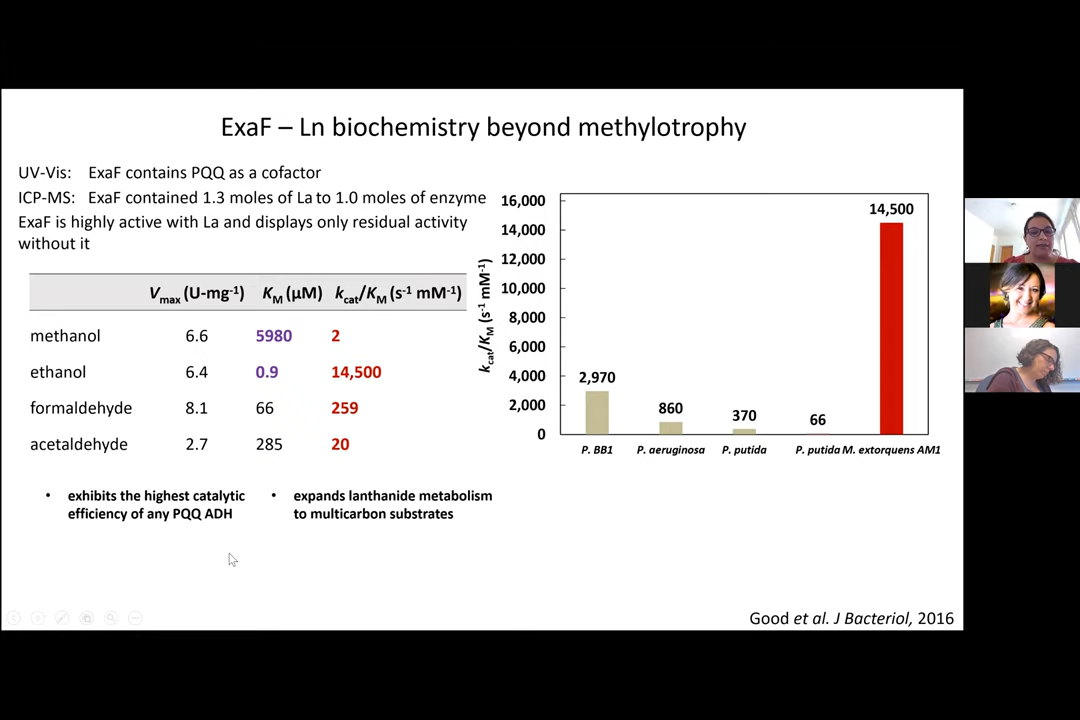 ExaF – Ln biochemistry beyond methylotrophy
UV-Vis: ExaF contains PQQ as a cofactor
ICP-MS: ExaF contained 1.3 moles of La to 1.0 moles of enzyme
ExaF is highly active with La and displays only residual activity
without it
Vmax (U-mg-1) KM (µM) kcat/KM (s-1 mM-1)
methanol 6.6 5980 2
ethanol 6.4 0.9 14,500
formaldehyde 8.1 66 259
acetaldehyde 2.7 285 20
• exhibits the highest catalytic
efficiency of any PQQ ADH
• expands lanthanide metabolism
to multicarbon substrates
kcat/KM (s-1 mM-1)
16,000
14,000
12,000
10,000
8,000
6,000
4,000
2,000
0
2,970
860
370
66
14,500
P. BB1 P. aeruginosa P. putida P. putida M. extorquens AM1
Good et al. J Bacteriol, 2016